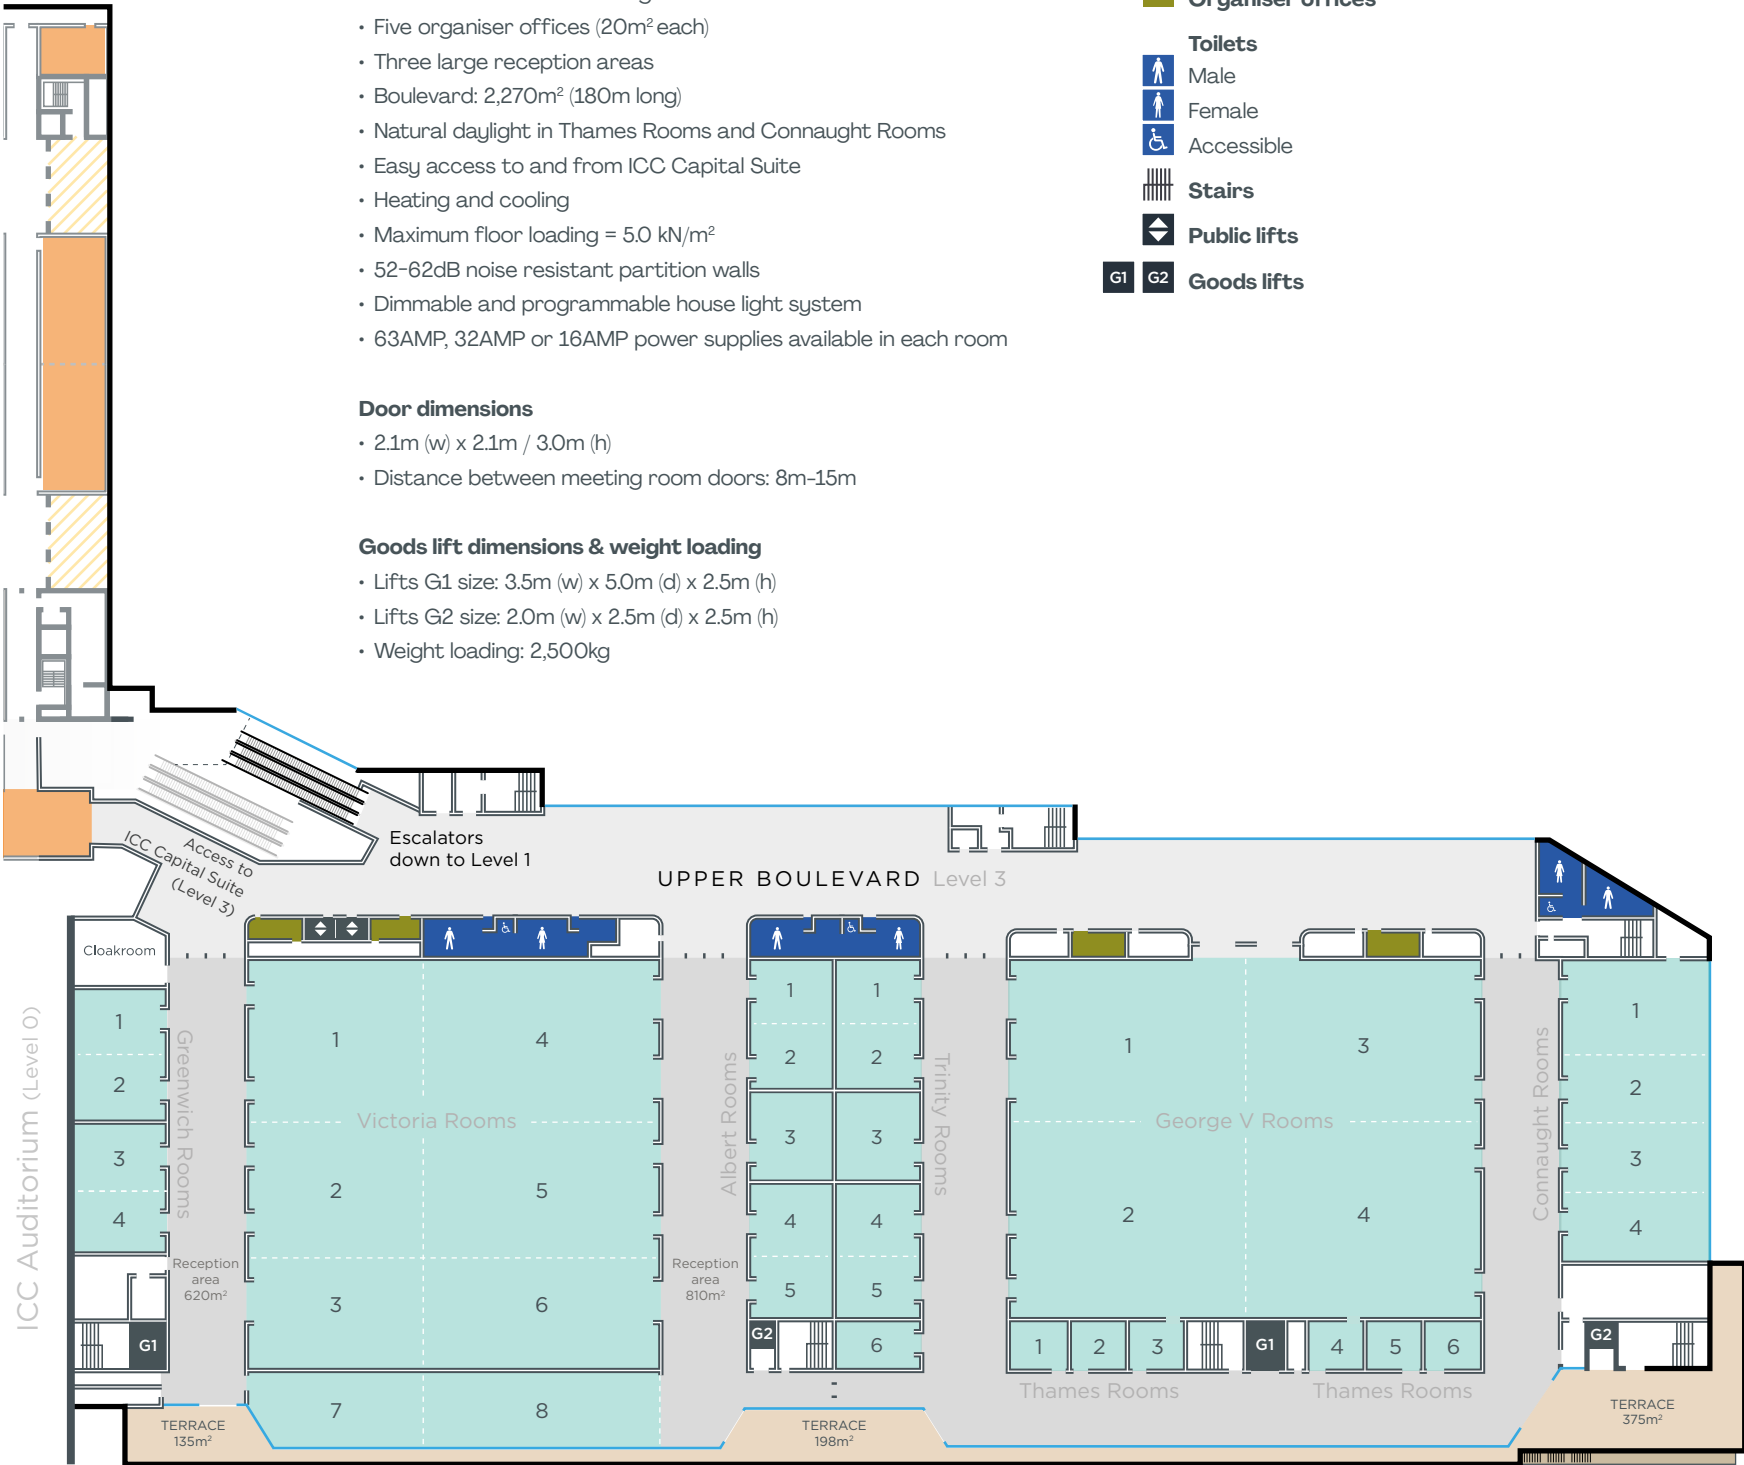 • Five organiser offices (20m² each)
• Three large reception areas
• Boulevard: 2,270m² (180m long)
• Natural daylight in Thames Rooms and Connaught Rooms
• Easy access to and from ICC Capital Suite
• Heating and cooling
• Maximum floor loading = 5.0 kN/m²
• 52-62dB noise resistant partition walls
• Dimmable and programmable house light system
• 63AMP, 32AMP or 16AMP power supplies available in each room
Door dimensions
• 2.1m (w) x 2.1m / 3.0m (h)
• Distance between meeting room doors: 8m-15m
Goods lift dimensions & weight loading
• Lifts G1 size: 3.5m (w) x 5.0m (d) x 2.5m (h)
• Lifts G2 size: 2.0m (w) x 2.5m (d) x 2.5m (h)
• Weight loading: 2,500kg
Organiser offices
Toilets
Male
Female
Accessible
Stairs
Public lifts
G1 G2 Goods lifts
Escalators
down to Level 1
Access to
ICC Capital Suite
(Level 3)
UPPER BOULEVARD Level 3
Cloakroom
ICC Auditorium (Level 0)
1
2
3
4
Greenwich Rooms
Reception
area
620m²
G1
1
4
Victoria Rooms
2
5
3
6
7
8
Albert Rooms
Reception
area
810m²
1
2
3
4
5
G2
1
2
3
4
5
6
Trinity Rooms
1
3
George V Rooms
2
4
1
2
3
G1
4
5
6
Thames Rooms
Thames Rooms
Connaught Rooms
1
2
3
4
G2
TERRACE
135m²
TERRACE
198m²
TERRACE
375m²